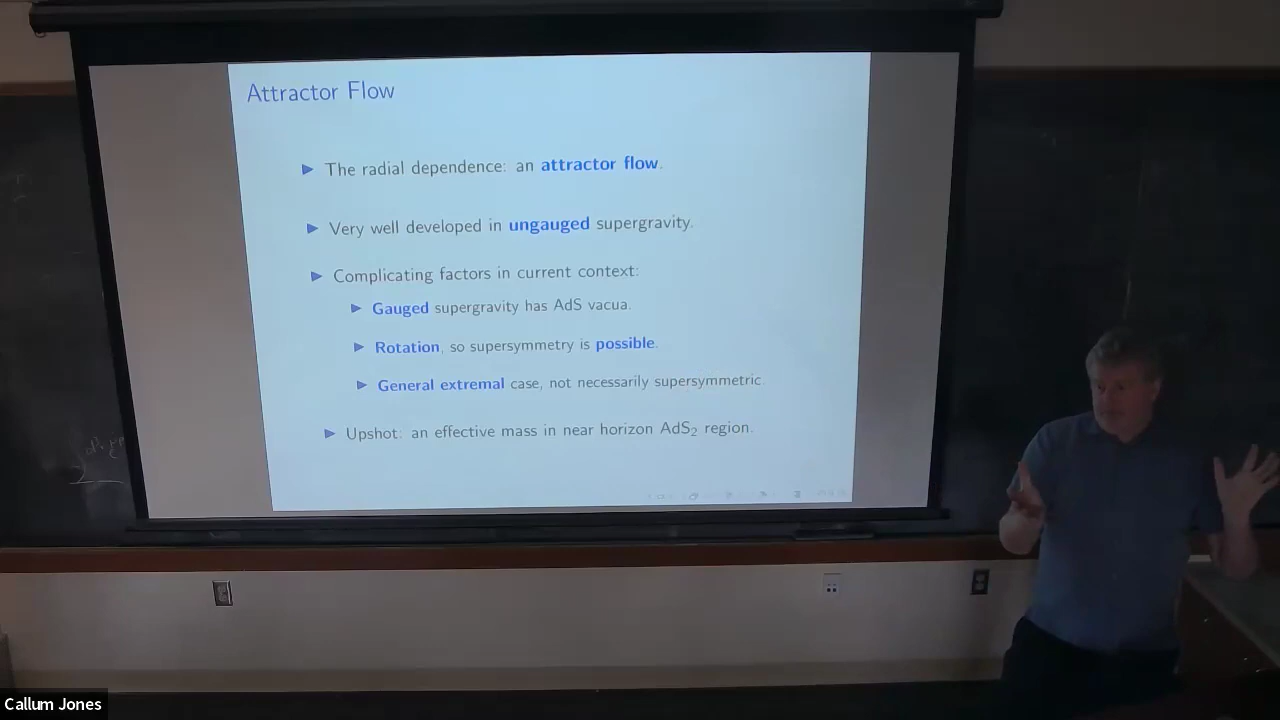 Attractor Flow
The radial dependence: an attractor flow.
Very well developed in ungauged supergravity.
Complicating factors in current context:
Gauged supergravity has AdS vacua.
Rotation, so supersymmetry is possible.
General extremal case, not necessarily supersymmetric.
Upshot: an effective mass in near horizon AdS₂ region.
Callum Jones